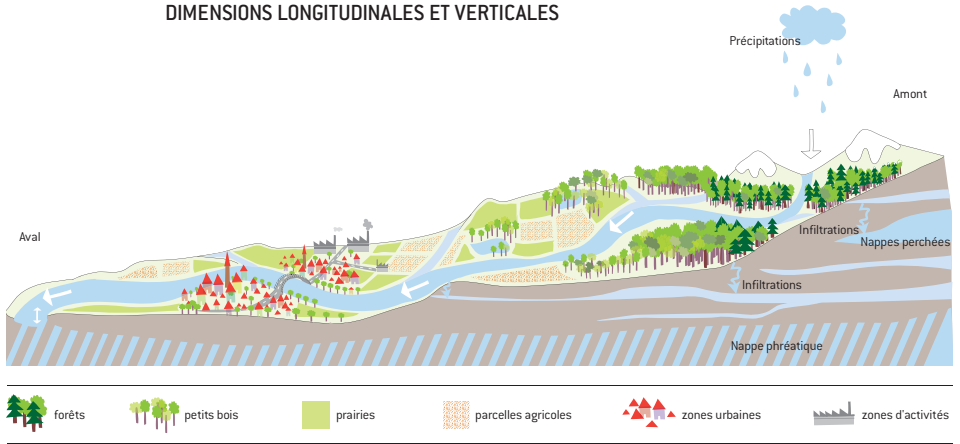 DIMENSIONS LONGITUDINALES ET VERTICALES
Précipitations
Amont
Aval
Infiltrations
Nappes perchées
Infiltrations
Nappe phréatique
forêts
petits bois
prairies
parcelles agricoles
zones urbaines
zones d'activités